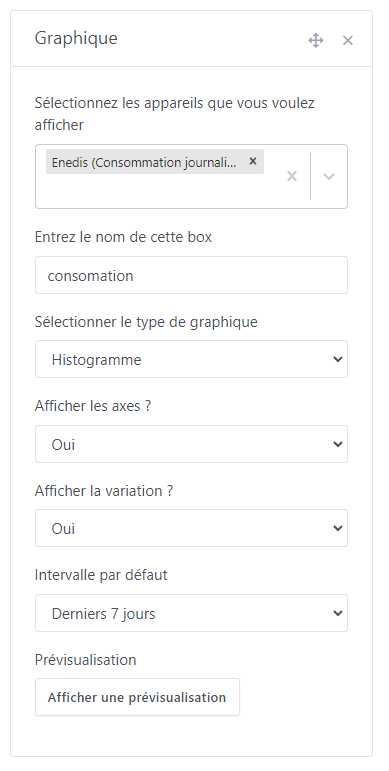 Graphique
Sélectionnez les appareils que vous voulez
afficher
Enedis (Consommation journali...
Entrez le nom de cette box
consomation
Sélectionner le type de graphique
Histogramme
Afficher les axes ?
Oui
Afficher la variation ?
Oui
Intervalle par défaut
Derniers 7 jours
Prévisualisation
Afficher une prévisualisation